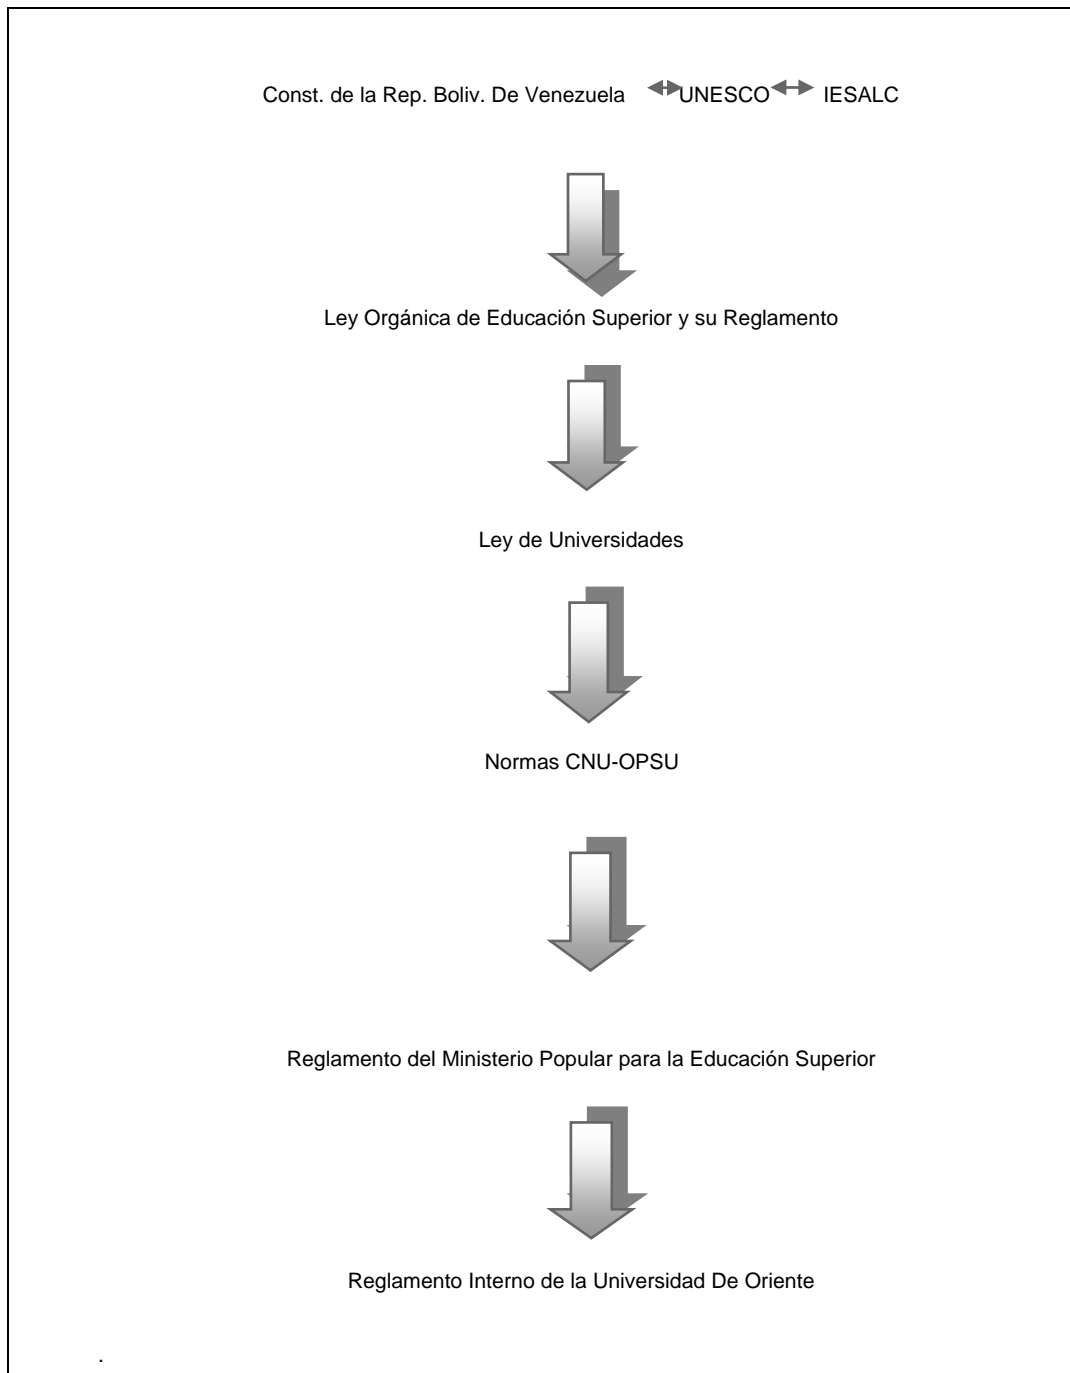 Const. de la Rep. Boliv. De Venezuela UNESCO IESALC
Ley Orgánica de Educación Superior y su Reglamento
Ley de Universidades
Normas CNU-OPSU
Reglamento del Ministerio Popular para la Educación Superior
Reglamento Interno de la Universidad De Oriente
.